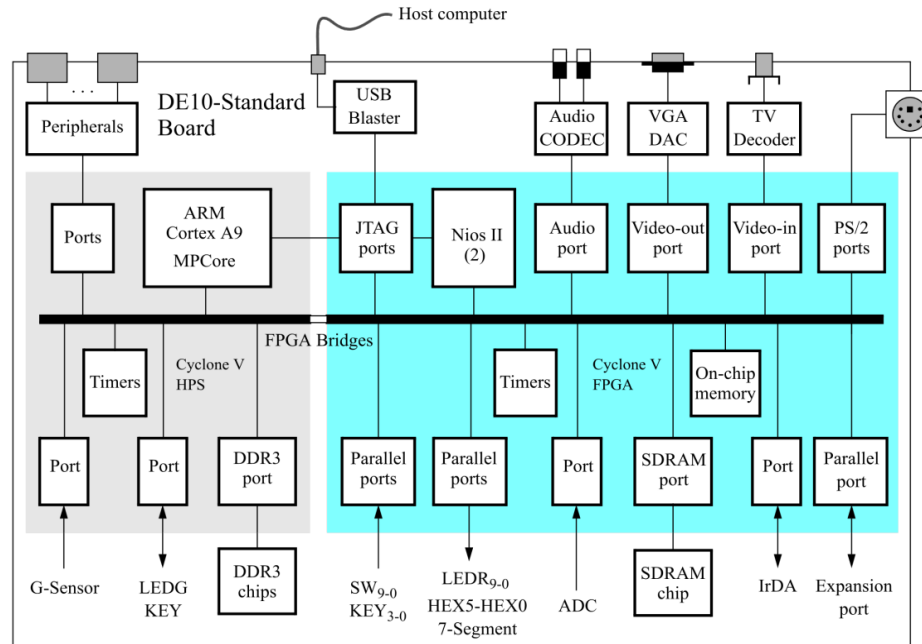 Host computer
DE10-Standard
Board
. . .
Peripherals
USB
Blaster
Audio
CODEC
VGA
DAC
TV
Decoder
Ports
ARM
Cortex A9
MPCore
JTAG
ports
Nios II
(2)
Audio
port
Video-out
port
Video-in
port
PS/2
ports
FPGA Bridges
Timers
Cyclone V
HPS
Timers
Cyclone V
FPGA
On-chip
memory
Port
Port
DDR3
port
Parallel
ports
Parallel
ports
Port
SDRAM
port
Port
Parallel
port
G-Sensor
LEDG
KEY
DDR3
chips
SW9-0
KEY3-0
LEDR9-0
HEX5-HEX0
7-Segment
ADC
SDRAM
chip
IrDA
Expansion
port